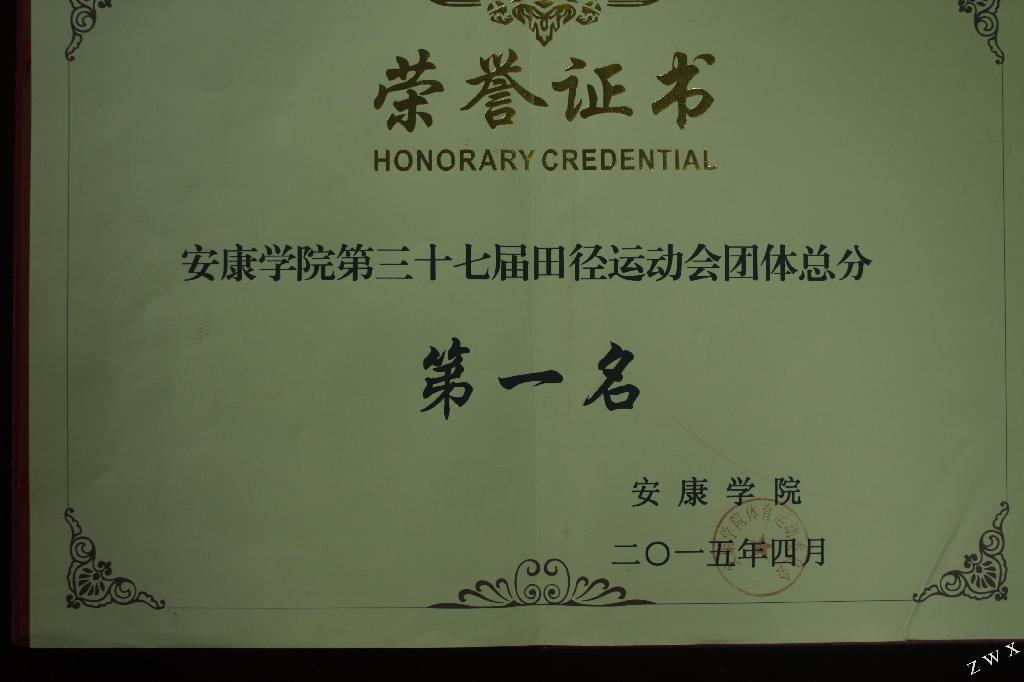 荣誉证书
HONORARY CREDENTIAL
安康学院第三十七届田径运动会团体总分
第一名
安康学院
二〇一五年四月
zwx